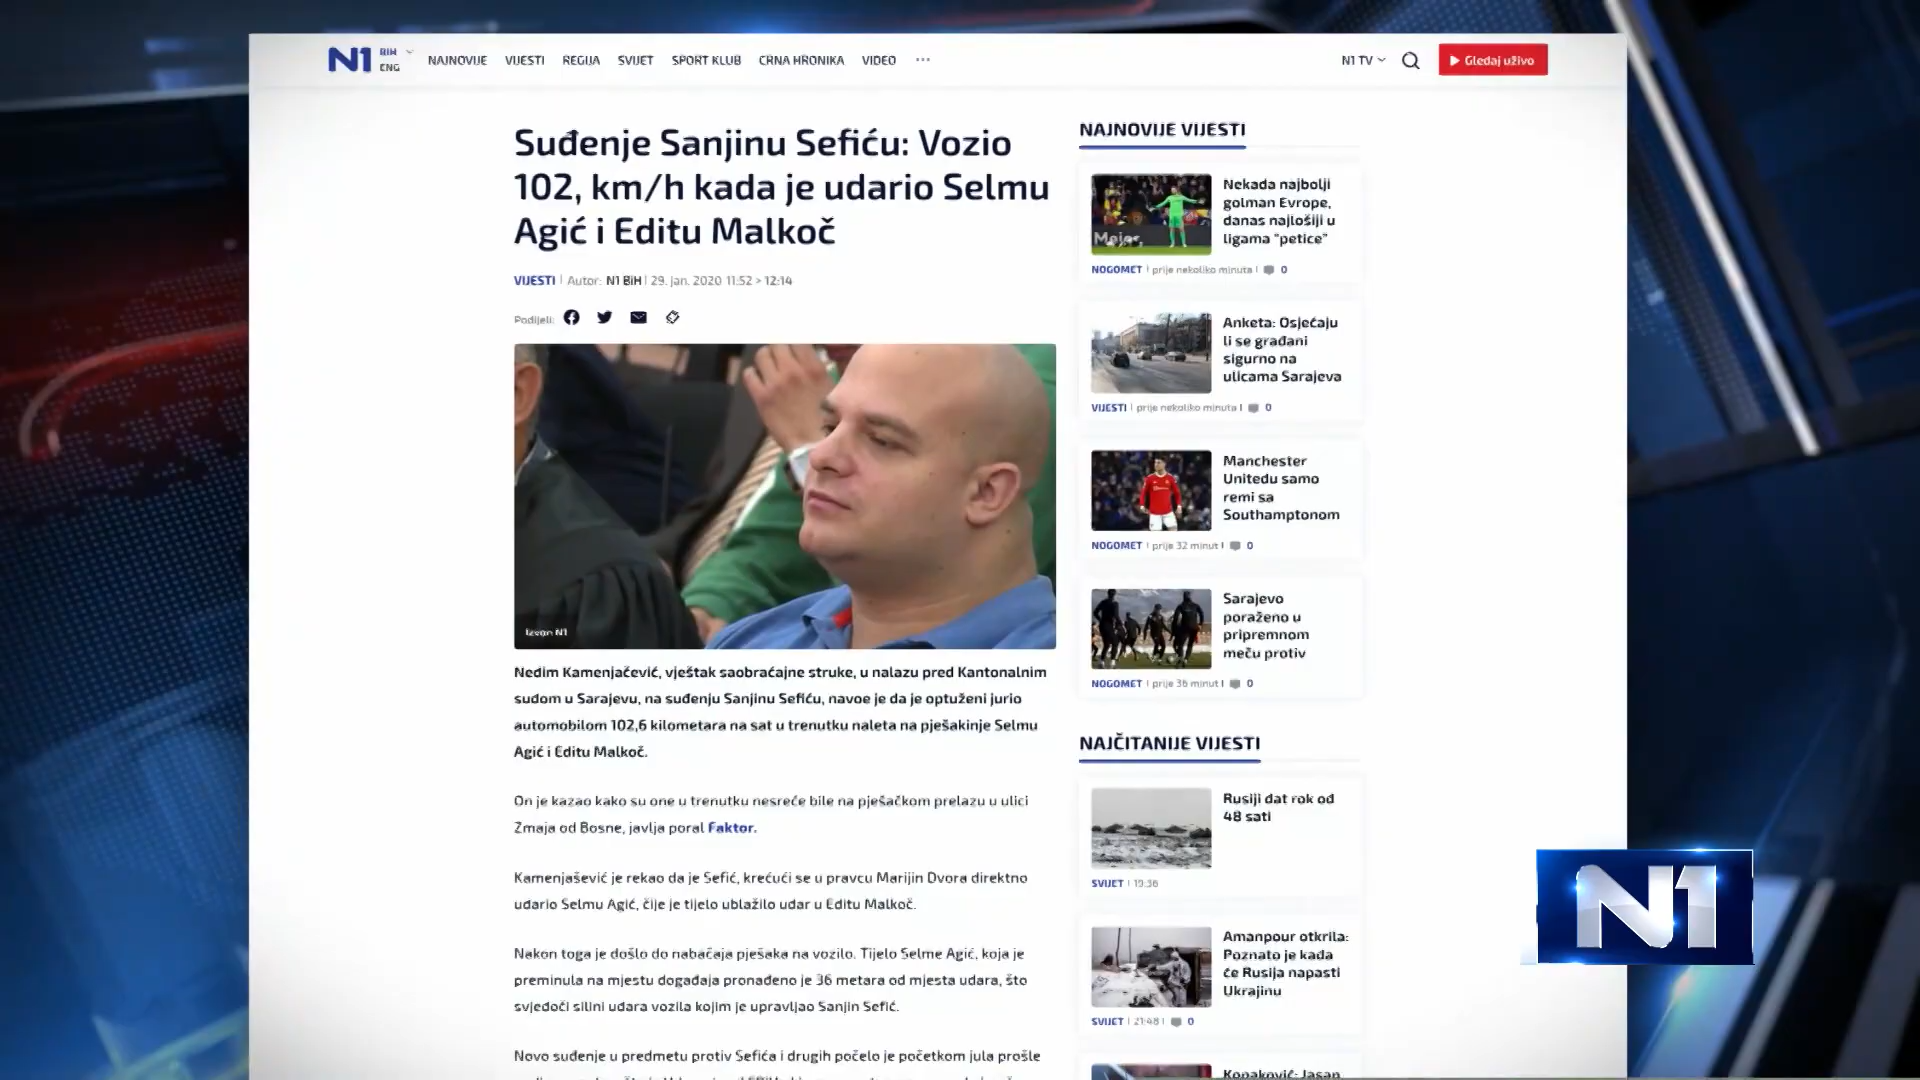 N1
BIH
ENG
NAJNOVIJE
VIJESTI
REGIJA
SVIJET
SPORT KLUB
CRNA HRONIKA
VIDEO
N1 TV
Gledaj uživo
Suđenje Sanjinu Sefiću: Vozio
102, km/h kada je udario Selmu
Agić i Editu Malkoč
VIJESTI | Autor: N1 BiH | 29. jan. 2020 11:52 > 12:14
Podijeli:
Izvor: N1
Nedim Kamenjačević, vještak saobraćajne struke, u nalazu pred Kantonalnim
sudom u Sarajevu, na suđenju Sanjinu Sefiću, navoe je da je optuženi jurio
automobilom 102,6 kilometara na sat u trenutku naleta na pješakinje Selmu
Agić i Editu Malkoč.
On je kazao kako su one u trenutku nesreće bile na pješačkom prelazu u ulici
Zmaja od Bosne, javlja poral Faktor.
Kamenjašević je rekao da je Sefić, krećući se u pravcu Marijin Dvora direktno
udario Selmu Agić, čije je tijelo ublažilo udar u Editu Malkoč.
Nakon toga je došlo do nabačaja pješaka na vozilo. Tijelo Selme Agić, koja je
preminula na mjestu događaja pronađeno je 36 metara od mjesta udara, što
svjedoči silini udara vozila kojim je upravljao Sanjin Sefić.
Novo suđenje u predmetu protiv Sefića i drugih počelo je početkom jula prošle
NAJNOVIJE VIJESTI
Nekada najbolji
golman Evrope,
danas najlošiji u
ligama "petice"
NOGOMET | prije nekoliko minuta | 0
Anketa: Osjećaju
li se građani
sigurno na
ulicama Sarajeva
VIJESTI | prije nekoliko minuta | 0
Manchester
Unitedu samo
remi sa
Southamptonom
NOGOMET | prije 32 minut | 0
Sarajevo
poraženo u
pripremnom
meču protiv
NOGOMET | prije 36 minut | 0
NAJČITANIJE VIJESTI
Rusiji dat rok od
48 sati
SVIJET | 19:36
Amanpour otkrila:
Poznato je kada
će Rusija napasti
Ukrajinu
SVIJET | 21:48 | 0
Konaković: Jasan
N1